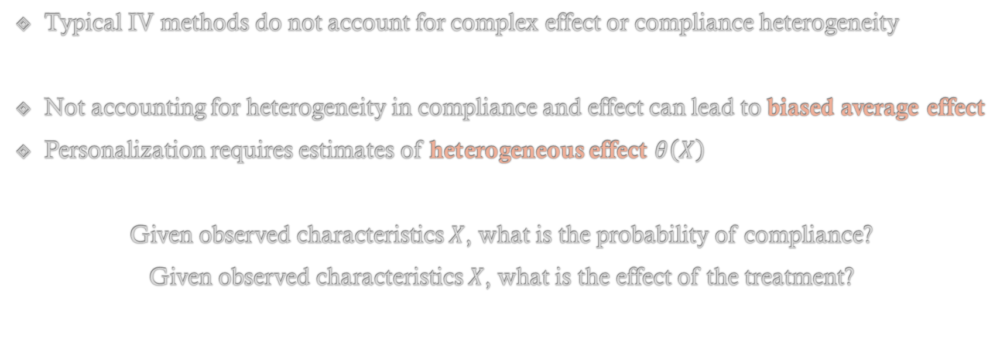 Typical IV methods do not account for complex effect or compliance heterogeneity
Not accounting for heterogeneity in compliance and effect can lead to biased average effect
Personalization requires estimates of heterogeneous effect θ(X)
Given observed characteristics X, what is the probability of compliance?
Given observed characteristics X, what is the effect of the treatment?